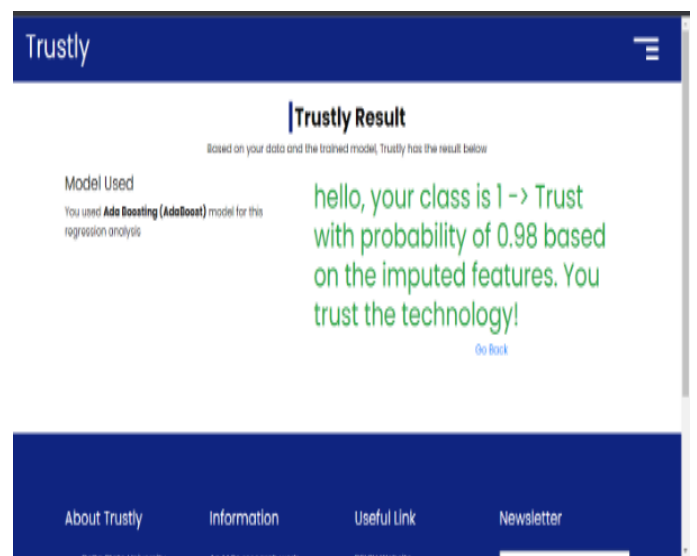 Trustly
Trustly Result
Based on your data and the trained model, Trustly has the result below
Model Used
You used Ada Boosting (AdaBoost) model for this
regression analysis
hello, your class is 1 -> Trust
with probability of 0.98 based
on the imputed features. You
trust the technology!
Go Back
About Trustly
Information
Useful Link
Newsletter